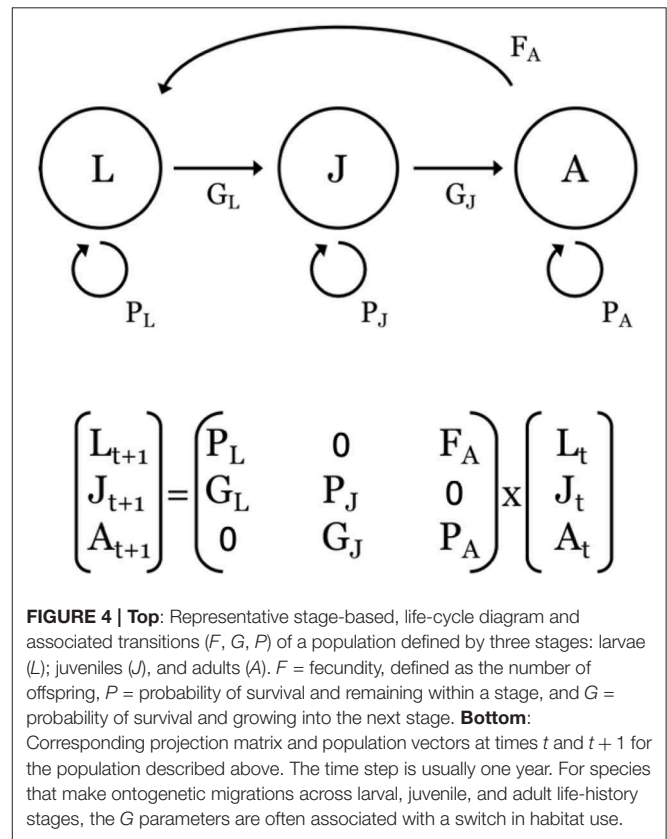 F_A
L J A
G_L G_J
P_L P_J P_A
L_{t+1} P_L 0 F_A L_t
J_{t+1} = G_L P_J 0 x J_t
A_{t+1} 0 G_J P_A A_t
FIGURE 4 | Top: Representative stage-based, life-cycle diagram and
associated transitions (F, G, P) of a population defined by three stages: larvae
(L); juveniles (J), and adults (A). F = fecundity, defined as the number of
offspring, P = probability of survival and remaining within a stage, and G =
probability of survival and growing into the next stage. Bottom:
Corresponding projection matrix and population vectors at times t and t + 1 for
the population described above. The time step is usually one year. For species
that make ontogenetic migrations across larval, juvenile, and adult life-history
stages, the G parameters are often associated with a switch in habitat use.